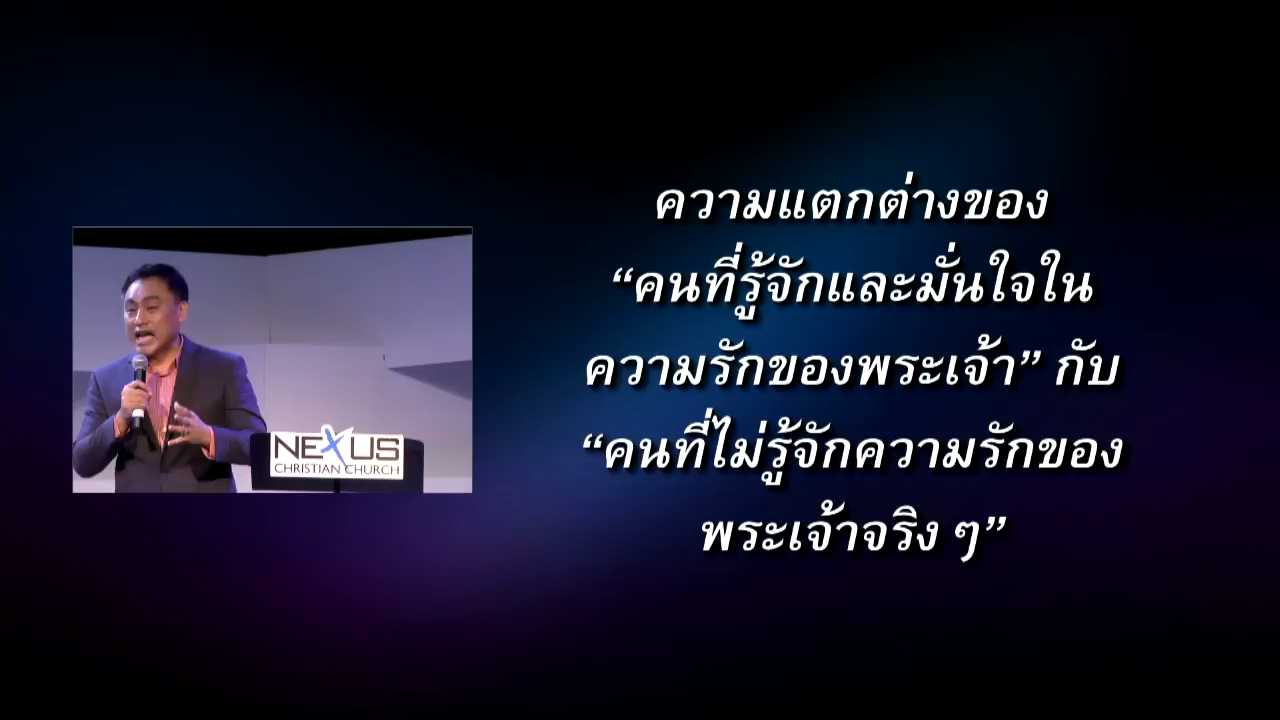 ความแตกต่างของ
“คนที่รู้จักและมั่นใจใน
ความรักของพระเจ้า” กับ
“คนที่ไม่รู้จักความรักของ
พระเจ้าจริง ๆ”
NEXUS
CHRISTIAN CHURCH